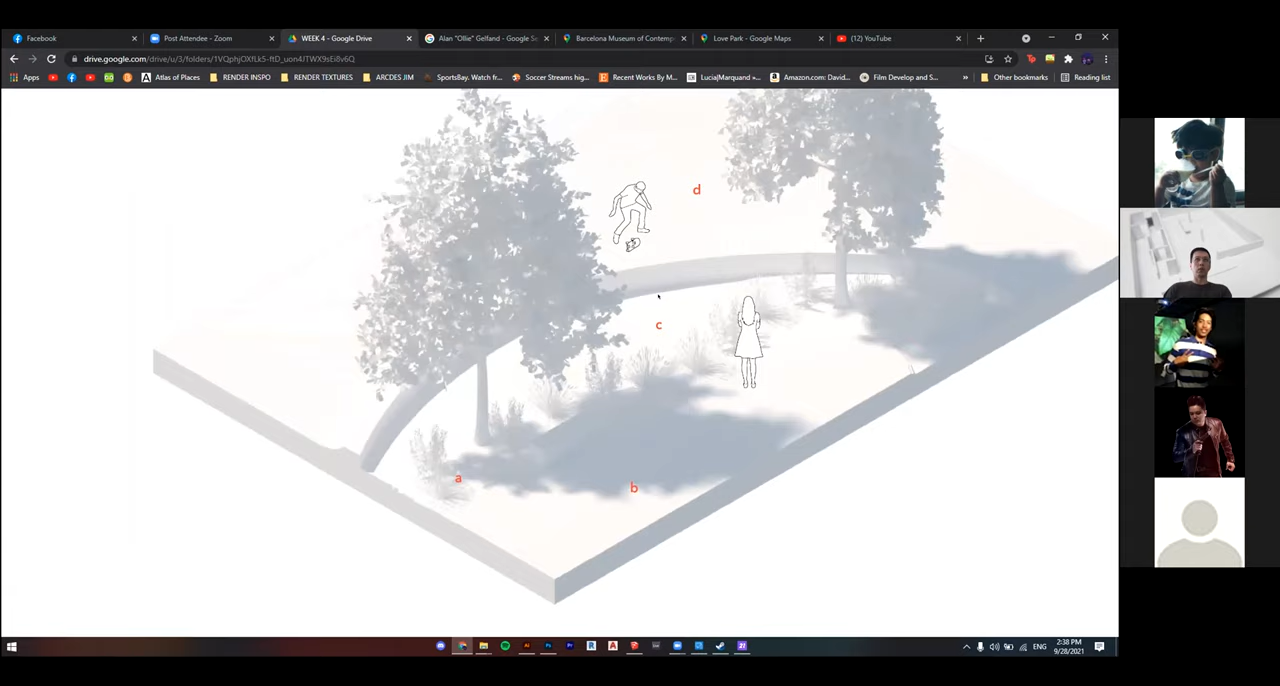 Facebook
Post Attendee - Zoom
WEEK 4 - Google Drive
Alan "Ollie" Gelfand - Google Se
Barcelona Museum of Contemp
Love Park - Google Maps
(12) YouTube
drive.google.com/drive/u/3/folders/
Apps
Atlas of Places
RENDER INSPO
RENDER TEXTURES
ARCDES JIM
SportsBay. Watch fr...
Soccer Streams hig...
Recent Works By M...
Lucia|Marquand »...
Amazon.com: David...
Film Develop and S...
»
Other bookmarks
Reading list
d
c
a
b
ENG
2:38 PM
9/28/2021